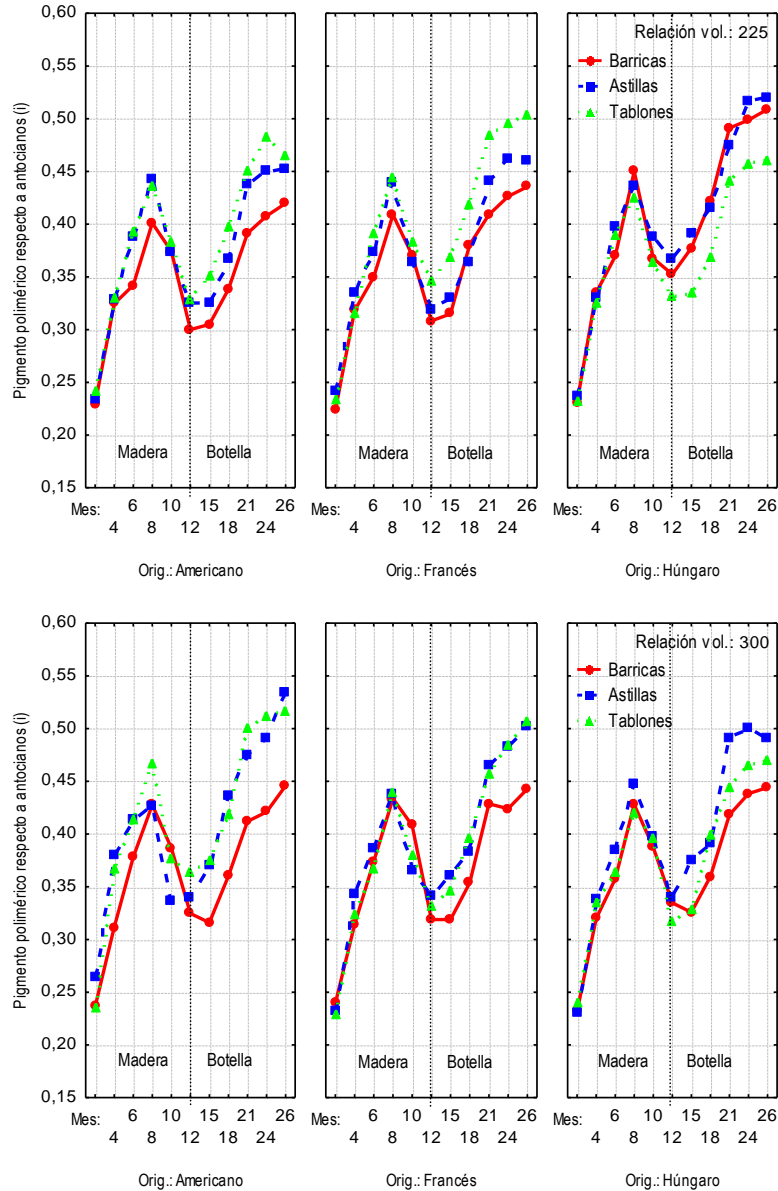 Pigmento polimérico respecto a antocianos (i)
0,60
0,55
0,50
0,45
0,40
0,35
0,30
0,25
0,20
0,15
Relación vol.: 225
Barricas
Astillas
Tablones
Madera Botella
Madera Botella
Madera Botella
Mes: 6 10 15 21 26
4 8 12 18 24
Mes: 6 10 15 21 26
4 8 12 18 24
Mes: 6 10 15 21 26
4 8 12 18 24
Orig.: Americano
Orig.: Francés
Orig.: Húngaro
Pigmento polimérico respecto a antocianos (i)
0,60
0,55
0,50
0,45
0,40
0,35
0,30
0,25
0,20
0,15
Relación vol.: 300
Barricas
Astillas
Tablones
Madera Botella
Madera Botella
Madera Botella
Mes: 6 10 15 21 26
4 8 12 18 24
Mes: 6 10 15 21 26
4 8 12 18 24
Mes: 6 10 15 21 26
4 8 12 18 24
Orig.: Americano
Orig.: Francés
Orig.: Húngaro